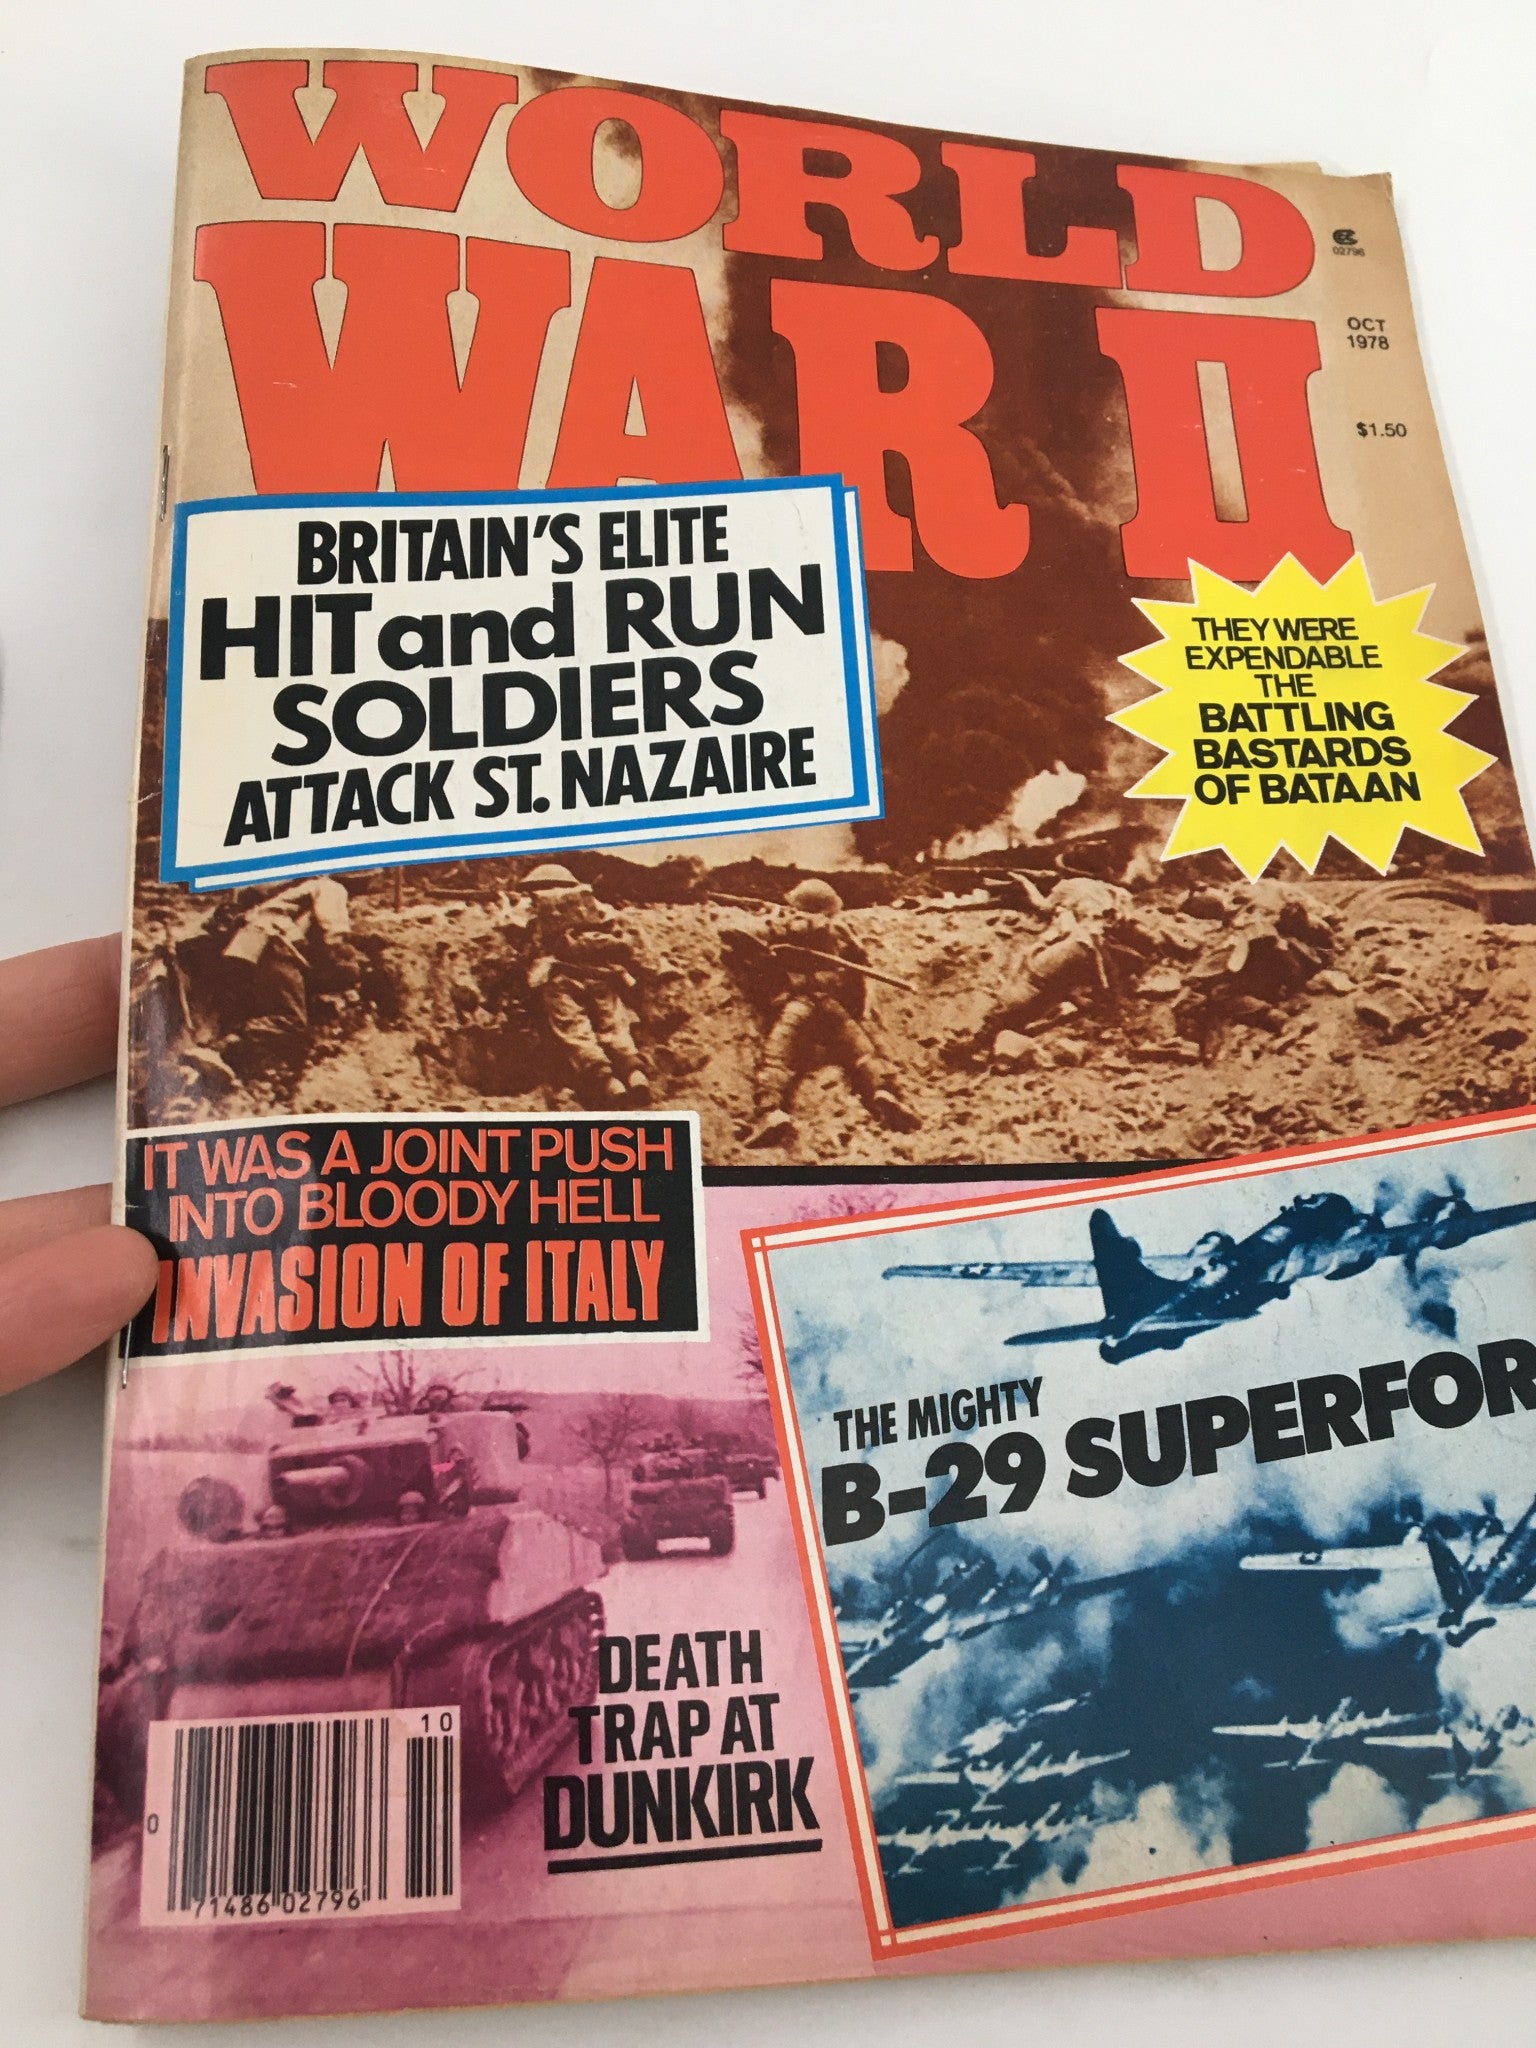 WORLD
WAR II
02796
OCT
1978
$1.50
BRITAIN'S ELITE
HIT and RUN
SOLDIERS
ATTACK ST. NAZAIRE
THEY WERE
EXPENDABLE
THE
BATTLING
BASTARDS
OF BATAAN
IT WAS A JOINT PUSH
INTO BLOODY HELL
INVASION OF ITALY
THE MIGHTY
B-29 SUPERFOR
DEATH
TRAP AT
DUNKIRK
10
0 71486 02796